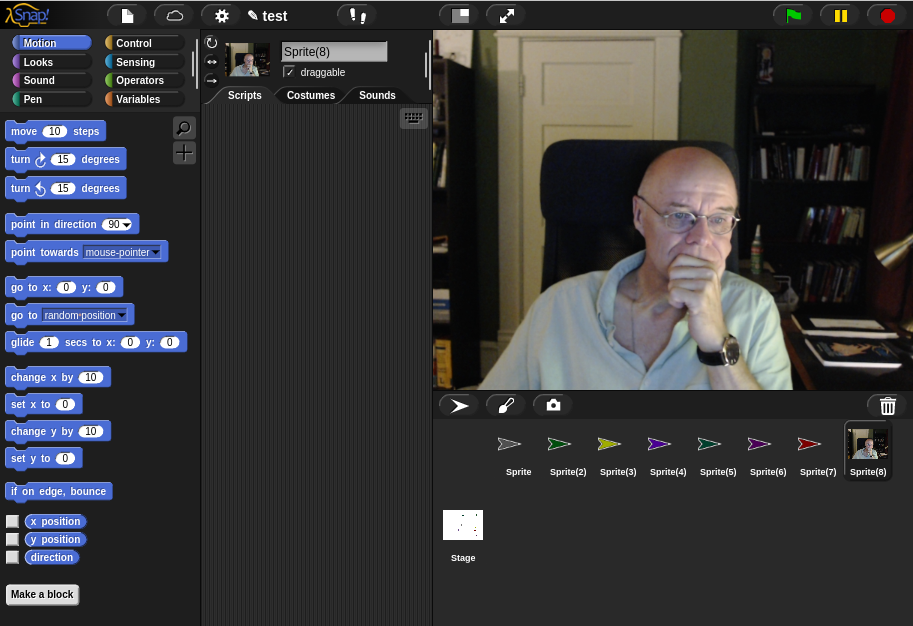 Snap!
test
Motion
Control
Looks
Sensing
Sound
Operators
Pen
Variables
move 10 steps
turn 15 degrees
turn 15 degrees
point in direction 90
point towards mouse-pointer
go to x: 0 y: 0
go to random position
glide 1 secs to x: 0 y: 0
change x by 10
set x to 0
change y by 10
set y to 0
if on edge, bounce
x position
y position
direction
Make a block
Sprite(8)
draggable
Scripts Costumes Sounds
Sprite Sprite(2) Sprite(3) Sprite(4) Sprite(5) Sprite(6) Sprite(7) Sprite(8)
Stage